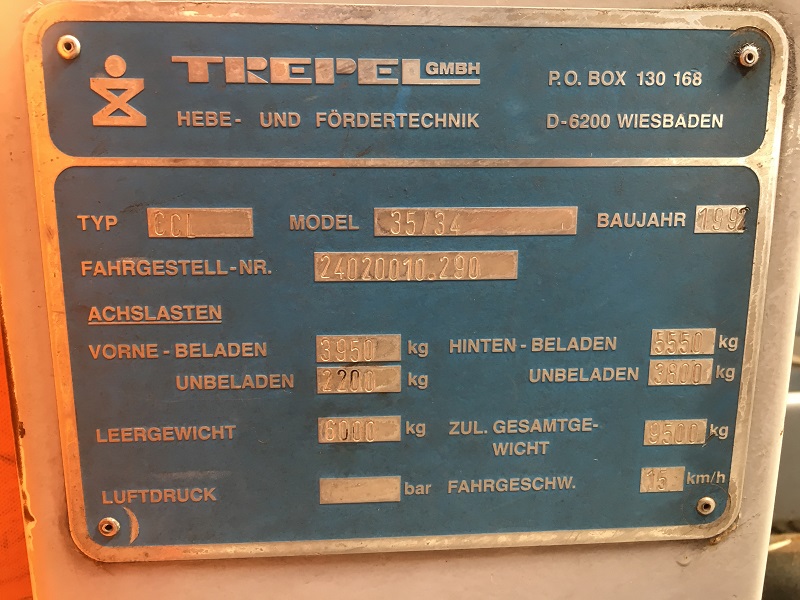 TREPEL GMBH P.O. BOX 130 168
HEBE- UND FÖRDERTECHNIK D-6200 WIESBADEN
TYP CCL MODEL 35/34 BAUJAHR 1992
FAHRGESTELL-NR. 24020010.290
ACHSLASTEN
VORNE - BELADEN 3950 kg HINTEN - BELADEN 5550 kg
UNBELADEN 2200 kg UNBELADEN 3800 kg
LEERGEWICHT 6000 kg ZUL. GESAMTGE- 9500 kg
WICHT
LUFTDRUCK bar FAHRGESCHW. 15 km/h